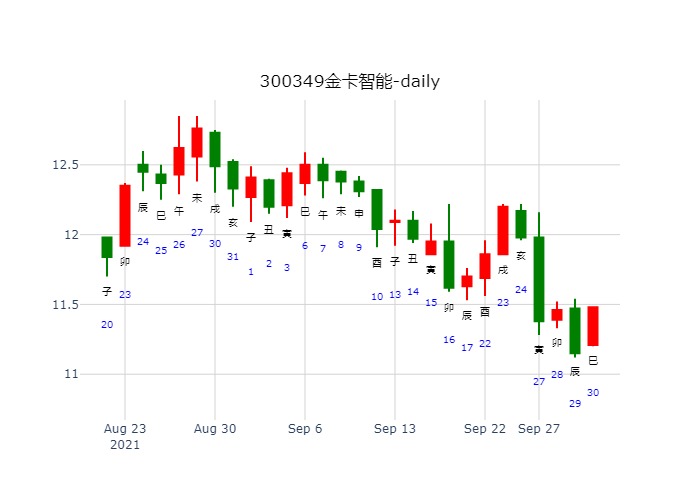 300349金卡智能-daily
12.5
12
11.5
11
子
卯
辰
巳
午
未
戌
亥
子
丑
寅
巳
午
未
申
酉
子
丑
寅
卯
辰
酉
戌
亥
寅
卯
辰
巳
20
23
24
25
26
27
30
31
1
2
3
6
7
8
9
10
13
14
15
16
17
22
23
24
27
28
29
30
Aug 23
2021
Aug 30
Sep 6
Sep 13
Sep 22
Sep 27